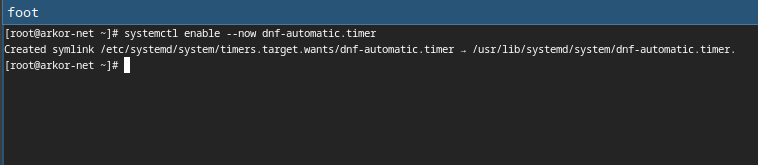 foot
[root@arkor-net ~]# systemctl enable --now dnf-automatic.timer
Created symlink /etc/systemd/system/timers.target.wants/dnf-automatic.timer → /usr/lib/systemd/system/dnf-automatic.timer.
[root@arkor-net ~]#